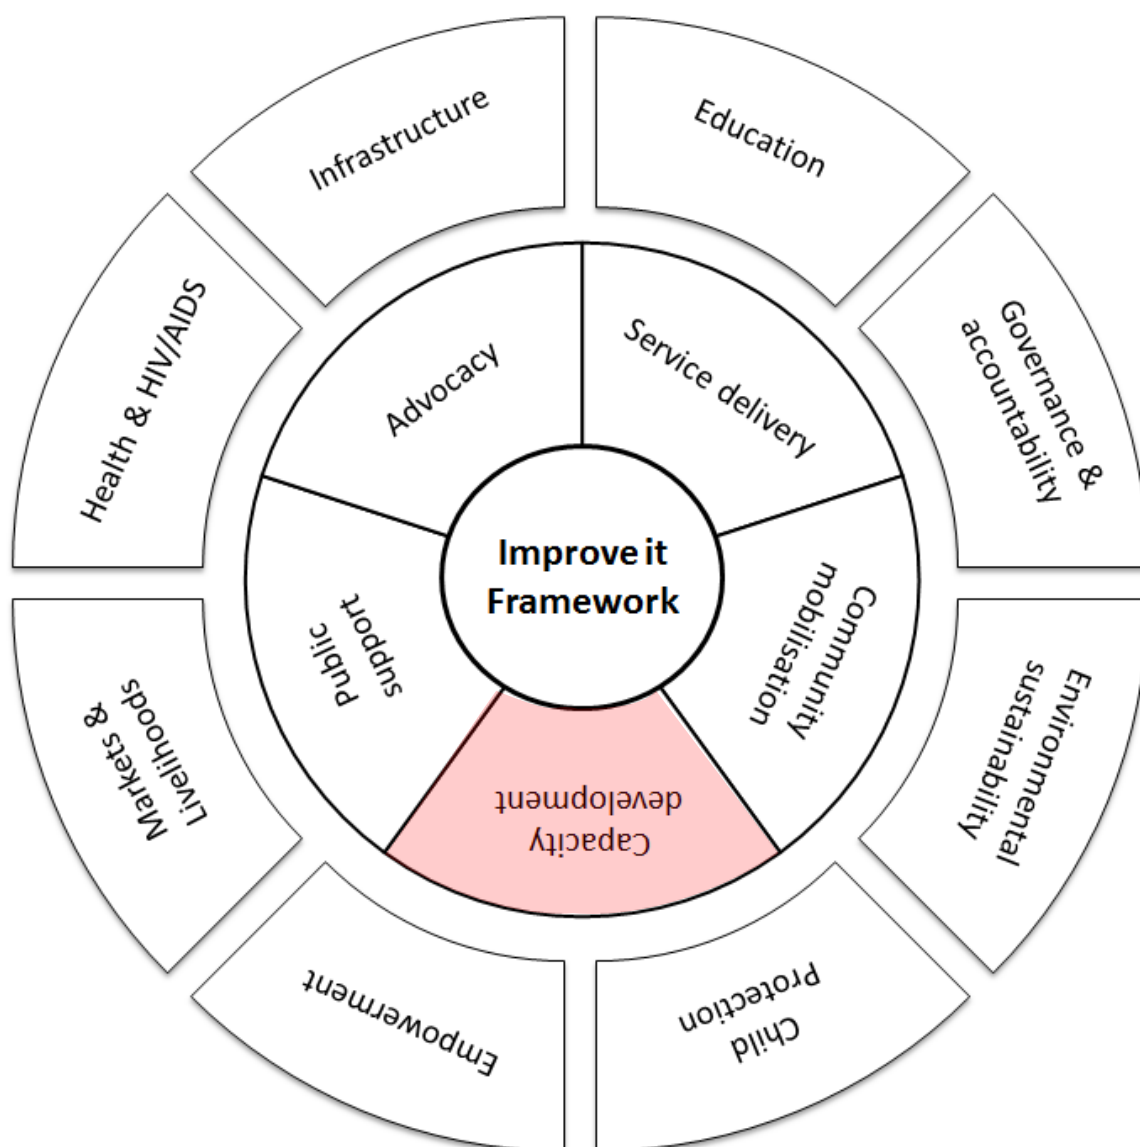 Infrastructure
Education
Governance &
accountability
Environmental
sustainability
Child
Protection
Empowerment
Markets &
Livelihoods
Health & HIV/AIDS
Advocacy
Service delivery
Community
mobilisation
Capacity
development
Public
support
Improve it
Framework